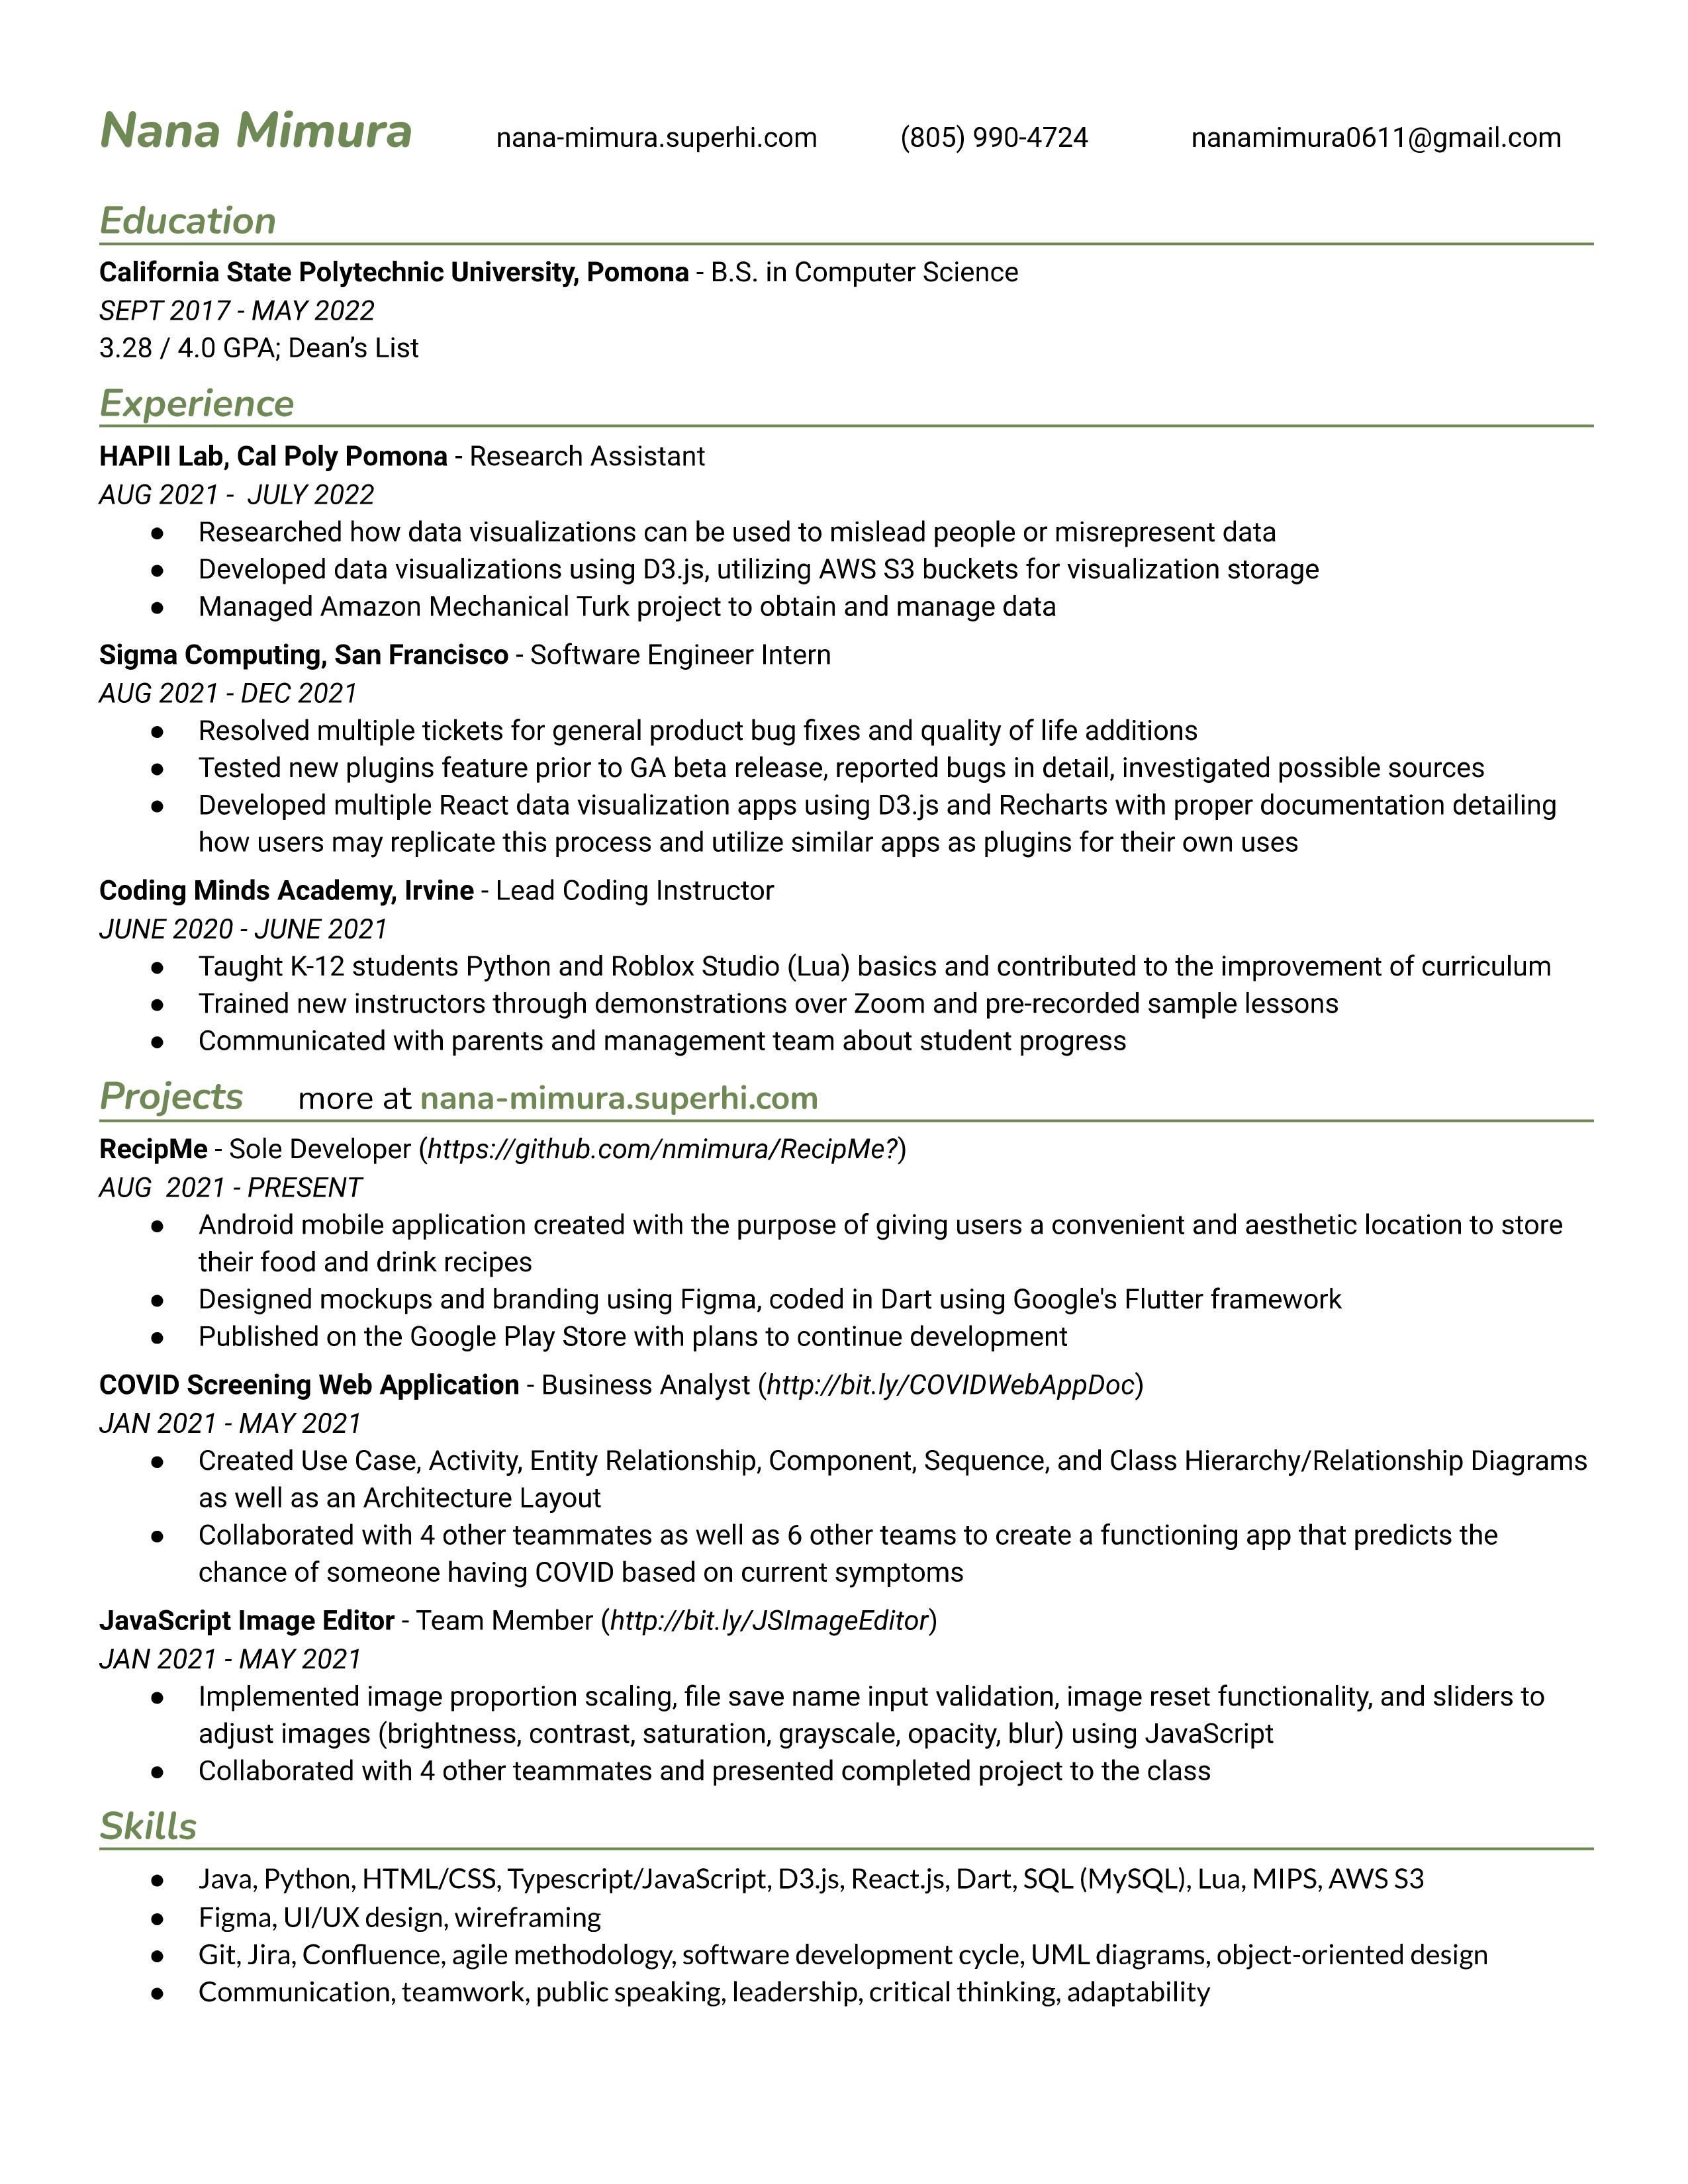 Nana Mimura nana-mimura.superhi.com (805) 990-4724 nanamimura0611@gmail.com
Education
California State Polytechnic University, Pomona - B.S. in Computer Science
SEPT 2017 - MAY 2022
3.28 / 4.0 GPA; Dean’s List
Experience
HAPII Lab, Cal Poly Pomona - Research Assistant
AUG 2021 - JULY 2022
● Researched how data visualizations can be used to mislead people or misrepresent data
● Developed data visualizations using D3.js, utilizing AWS S3 buckets for visualization storage
● Managed Amazon Mechanical Turk project to obtain and manage data
Sigma Computing, San Francisco - Software Engineer Intern
AUG 2021 - DEC 2021
● Resolved multiple tickets for general product bug fixes and quality of life additions
● Tested new plugins feature prior to GA beta release, reported bugs in detail, investigated possible sources
● Developed multiple React data visualization apps using D3.js and Recharts with proper documentation detailing
how users may replicate this process and utilize similar apps as plugins for their own uses
Coding Minds Academy, Irvine - Lead Coding Instructor
JUNE 2020 - JUNE 2021
● Taught K-12 students Python and Roblox Studio (Lua) basics and contributed to the improvement of curriculum
● Trained new instructors through demonstrations over Zoom and pre-recorded sample lessons
● Communicated with parents and management team about student progress
Projects more at nana-mimura.superhi.com
RecipMe - Sole Developer (https://github.com/nmimura/RecipMe?)
AUG 2021 - PRESENT
● Android mobile application created with the purpose of giving users a convenient and aesthetic location to store
their food and drink recipes
● Designed mockups and branding using Figma, coded in Dart using Google's Flutter framework
● Published on the Google Play Store with plans to continue development
COVID Screening Web Application - Business Analyst (http://bit.ly/COVIDWebAppDoc)
JAN 2021 - MAY 2021
● Created Use Case, Activity, Entity Relationship, Component, Sequence, and Class Hierarchy/Relationship Diagrams
as well as an Architecture Layout
● Collaborated with 4 other teammates as well as 6 other teams to create a functioning app that predicts the
chance of someone having COVID based on current symptoms
JavaScript Image Editor - Team Member (http://bit.ly/JSImageEditor)
JAN 2021 - MAY 2021
● Implemented image proportion scaling, file save name input validation, image reset functionality, and sliders to
adjust images (brightness, contrast, saturation, grayscale, opacity, blur) using JavaScript
● Collaborated with 4 other teammates and presented completed project to the class
Skills
● Java, Python, HTML/CSS, Typescript/JavaScript, D3.js, React.js, Dart, SQL (MySQL), Lua, MIPS, AWS S3
● Figma, UI/UX design, wireframing
● Git, Jira, Confluence, agile methodology, software development cycle, UML diagrams, object-oriented design
● Communication, teamwork, public speaking, leadership, critical thinking, adaptability